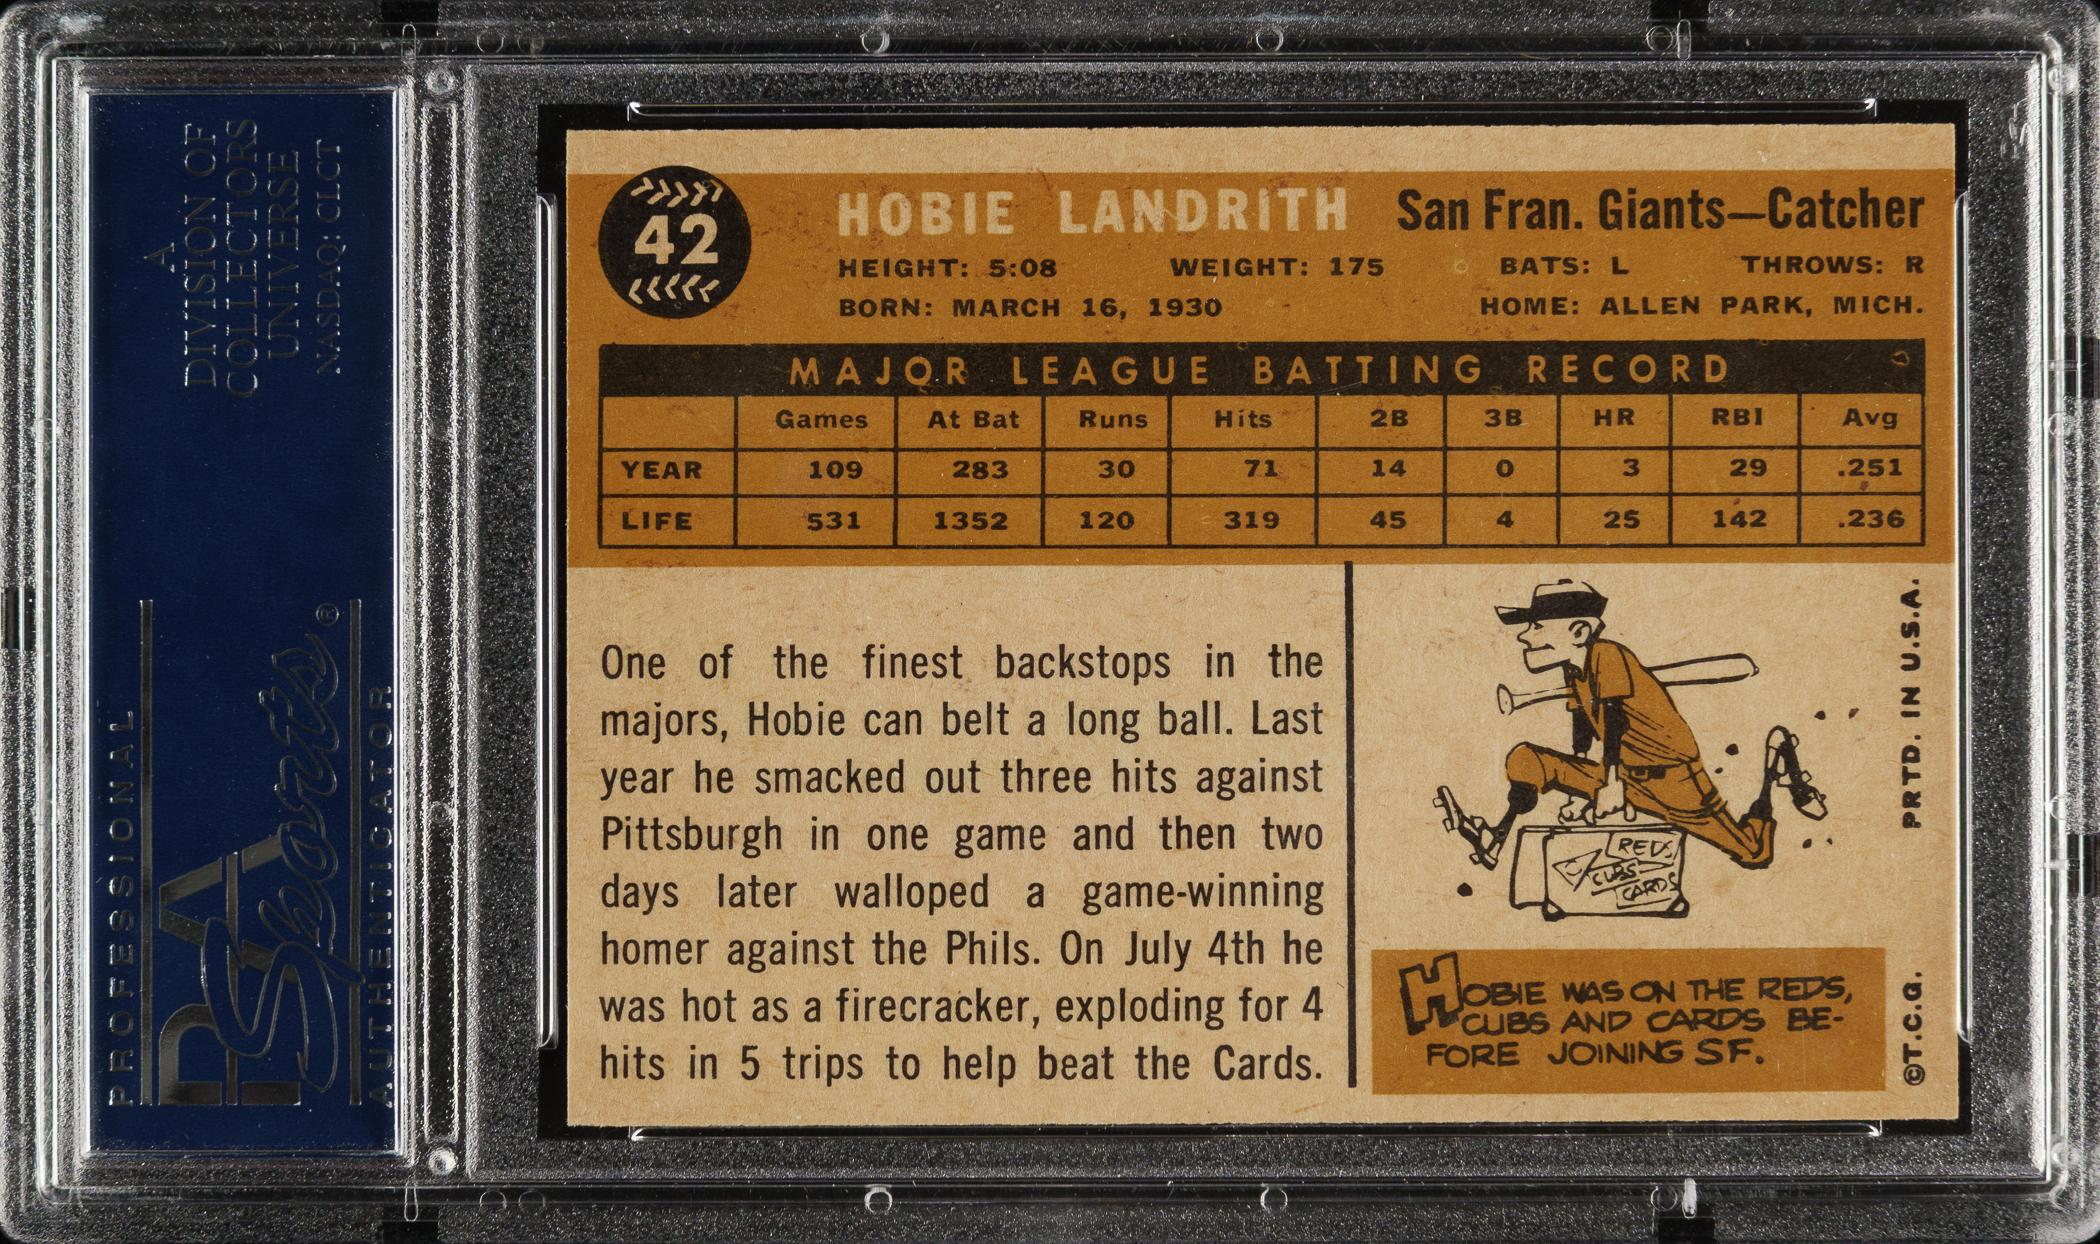 A
DIVISION OF
COLLECTORS
UNIVERSE
NASDAQ: CLCT
PROFESSIONAL
PSA
Sports®
AUTHENTICATOR
42
HOBIE LANDRITH San Fran. Giants—Catcher
HEIGHT: 5:08 WEIGHT: 175 BATS: L THROWS: R
BORN: MARCH 16, 1930 HOME: ALLEN PARK, MICH.
MAJOR LEAGUE BATTING RECORD
Games At Bat Runs Hits 2B 3B HR RBI Avg
YEAR 109 283 30 71 14 0 3 29 .251
LIFE 531 1352 120 319 45 4 25 142 .236
One of the finest backstops in the
majors, Hobie can belt a long ball. Last
year he smacked out three hits against
Pittsburgh in one game and then two
days later walloped a game-winning
homer against the Phils. On July 4th he
was hot as a firecracker, exploding for 4
hits in 5 trips to help beat the Cards.
REDS
CUBS
CARDS
HOBIE WAS ON THE REDS,
CUBS AND CARDS BE-
FORE JOINING SF.
©T.C.G. PRTD. IN U.S.A.